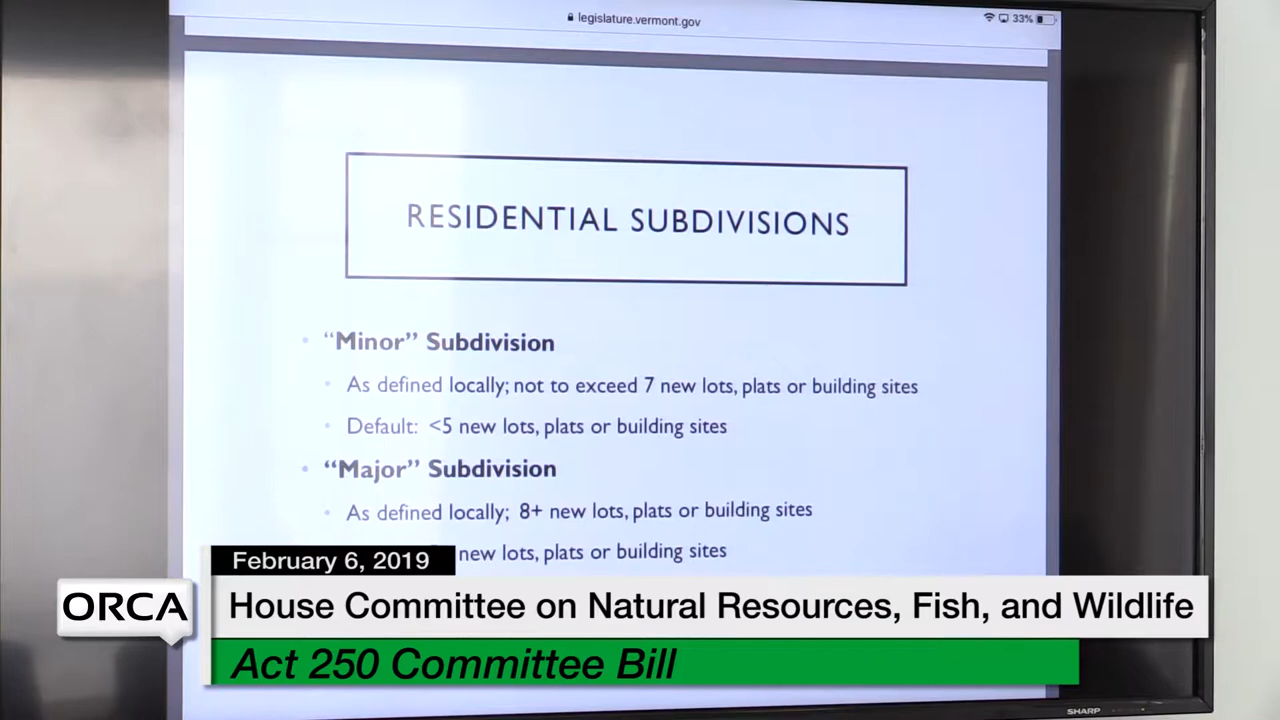 legislature.vermont.gov
33%
RESIDENTIAL SUBDIVISIONS
• “Minor” Subdivision
• As defined locally; not to exceed 7 new lots, plats or building sites
• Default: <5 new lots, plats or building sites
• “Major” Subdivision
• As defined locally; 8+ new lots, plats or building sites
new lots, plats or building sites
February 6, 2019
ORCA
House Committee on Natural Resources, Fish, and Wildlife
Act 250 Committee Bill
SHARP